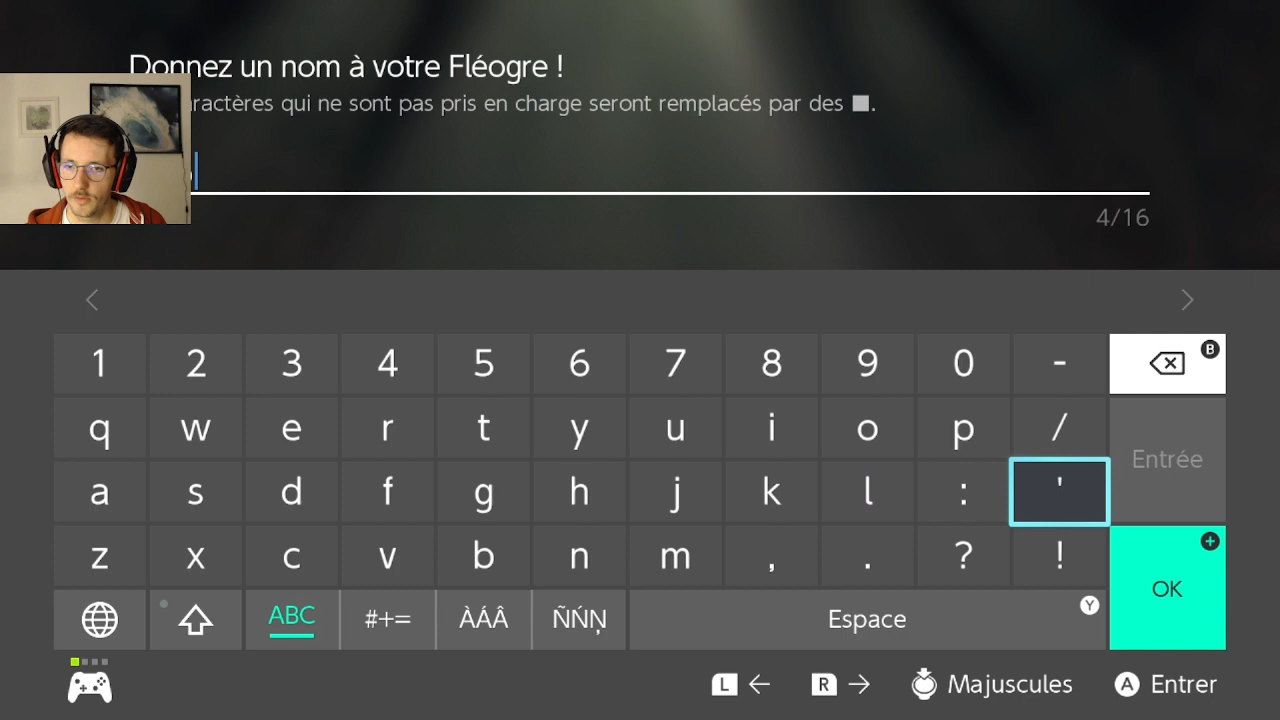 Donnez un nom à votre Fléogre !
aractères qui ne sont pas pris en charge seront remplacés par des ■.
4/16
1 2 3 4 5 6 7 8 9 0 - B
q w e r t y u i o p / Entrée
a s d f g h j k l : '
z x c v b n m , . ? ! +
ABC #+= ÀÁÂ ÑŃŅ Espace Y OK
L ← R → Majuscules A Entrer